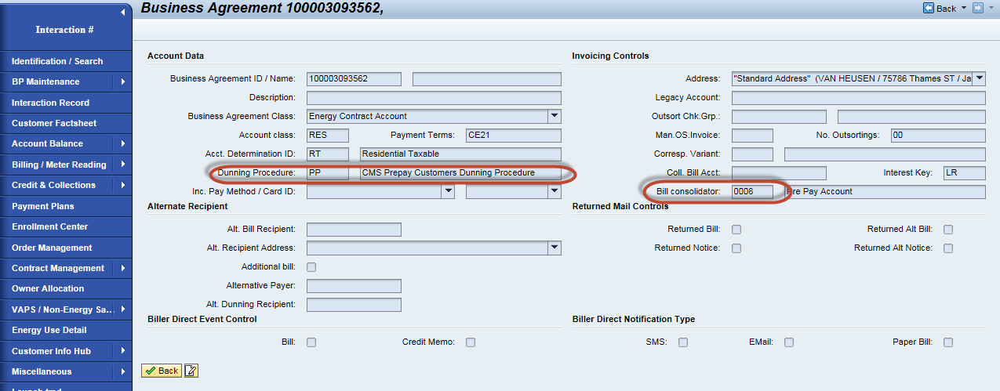 Business Agreement 100003093562,
Back
Interaction #
Identification / Search
BP Maintenance
Interaction Record
Customer Factsheet
Account Balance
Billing / Meter Reading
Credit & Collections
Payment Plans
Enrollment Center
Order Management
Contract Management
Owner Allocation
VAPS / Non-Energy Sa...
Energy Use Detail
Customer Info Hub
Miscellaneous
Account Data
Business Agreement ID / Name: 100003093562
Description:
Business Agreement Class: Energy Contract Account
Account class: RES Payment Terms: CE21
Acct. Determination ID: RT Residential Taxable
Dunning Procedure: PP CMS Prepay Customers Dunning Procedure
Inc. Pay Method / Card ID:
Alternate Recipient
Alt. Bill Recipient:
Alt. Recipient Address:
Additional bill:
Alternative Payer:
Alt. Dunning Recipient:
Biller Direct Event Control
Bill: Credit Memo:
Back
Invoicing Controls
Address: "Standard Address" (VAN HEUSEN / 75786 Thames ST / Ja
Legacy Account:
Outsort Chk.Grp.:
Man.OS.Invoice: No. Outsortings: 00
Corresp. Variant:
Coll. Bill Acct: Interest Key: LR
Bill consolidator: 0008 Pre Pay Account
Returned Mail Controls
Returned Bill: Returned Alt Bill:
Returned Notice: Returned Alt Notice:
Biller Direct Notification Type
SMS: EMail: Paper Bill: